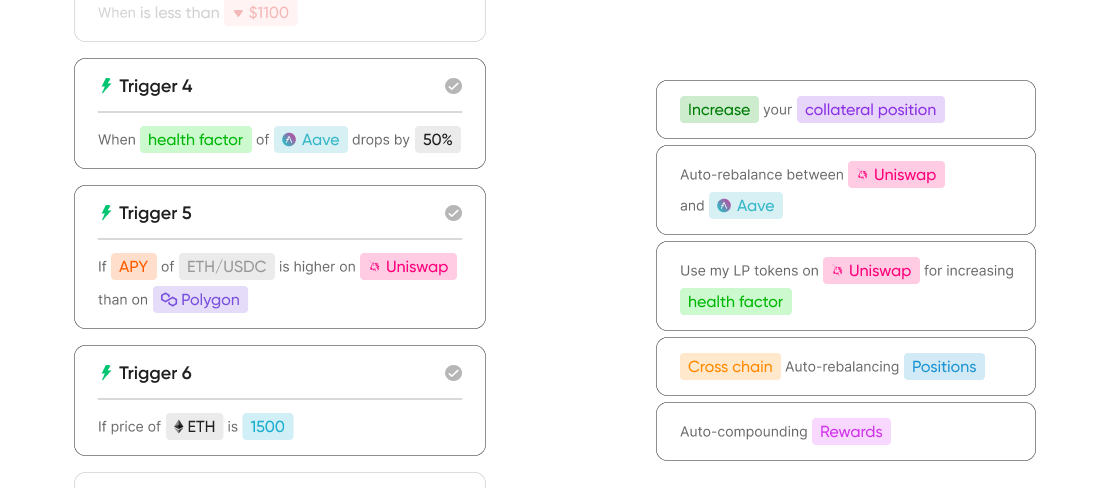 When is less than ▼ $1100
Trigger 4
When health factor of Aave drops by 50%
Trigger 5
If APY of ETH/USDC is higher on Uniswap
than on Polygon
Trigger 6
If price of ETH is 1500
Increase your collateral position
Auto-rebalance between Uniswap
and Aave
Use my LP tokens on Uniswap for increasing
health factor
Cross chain Auto-rebalancing Positions
Auto-compounding Rewards